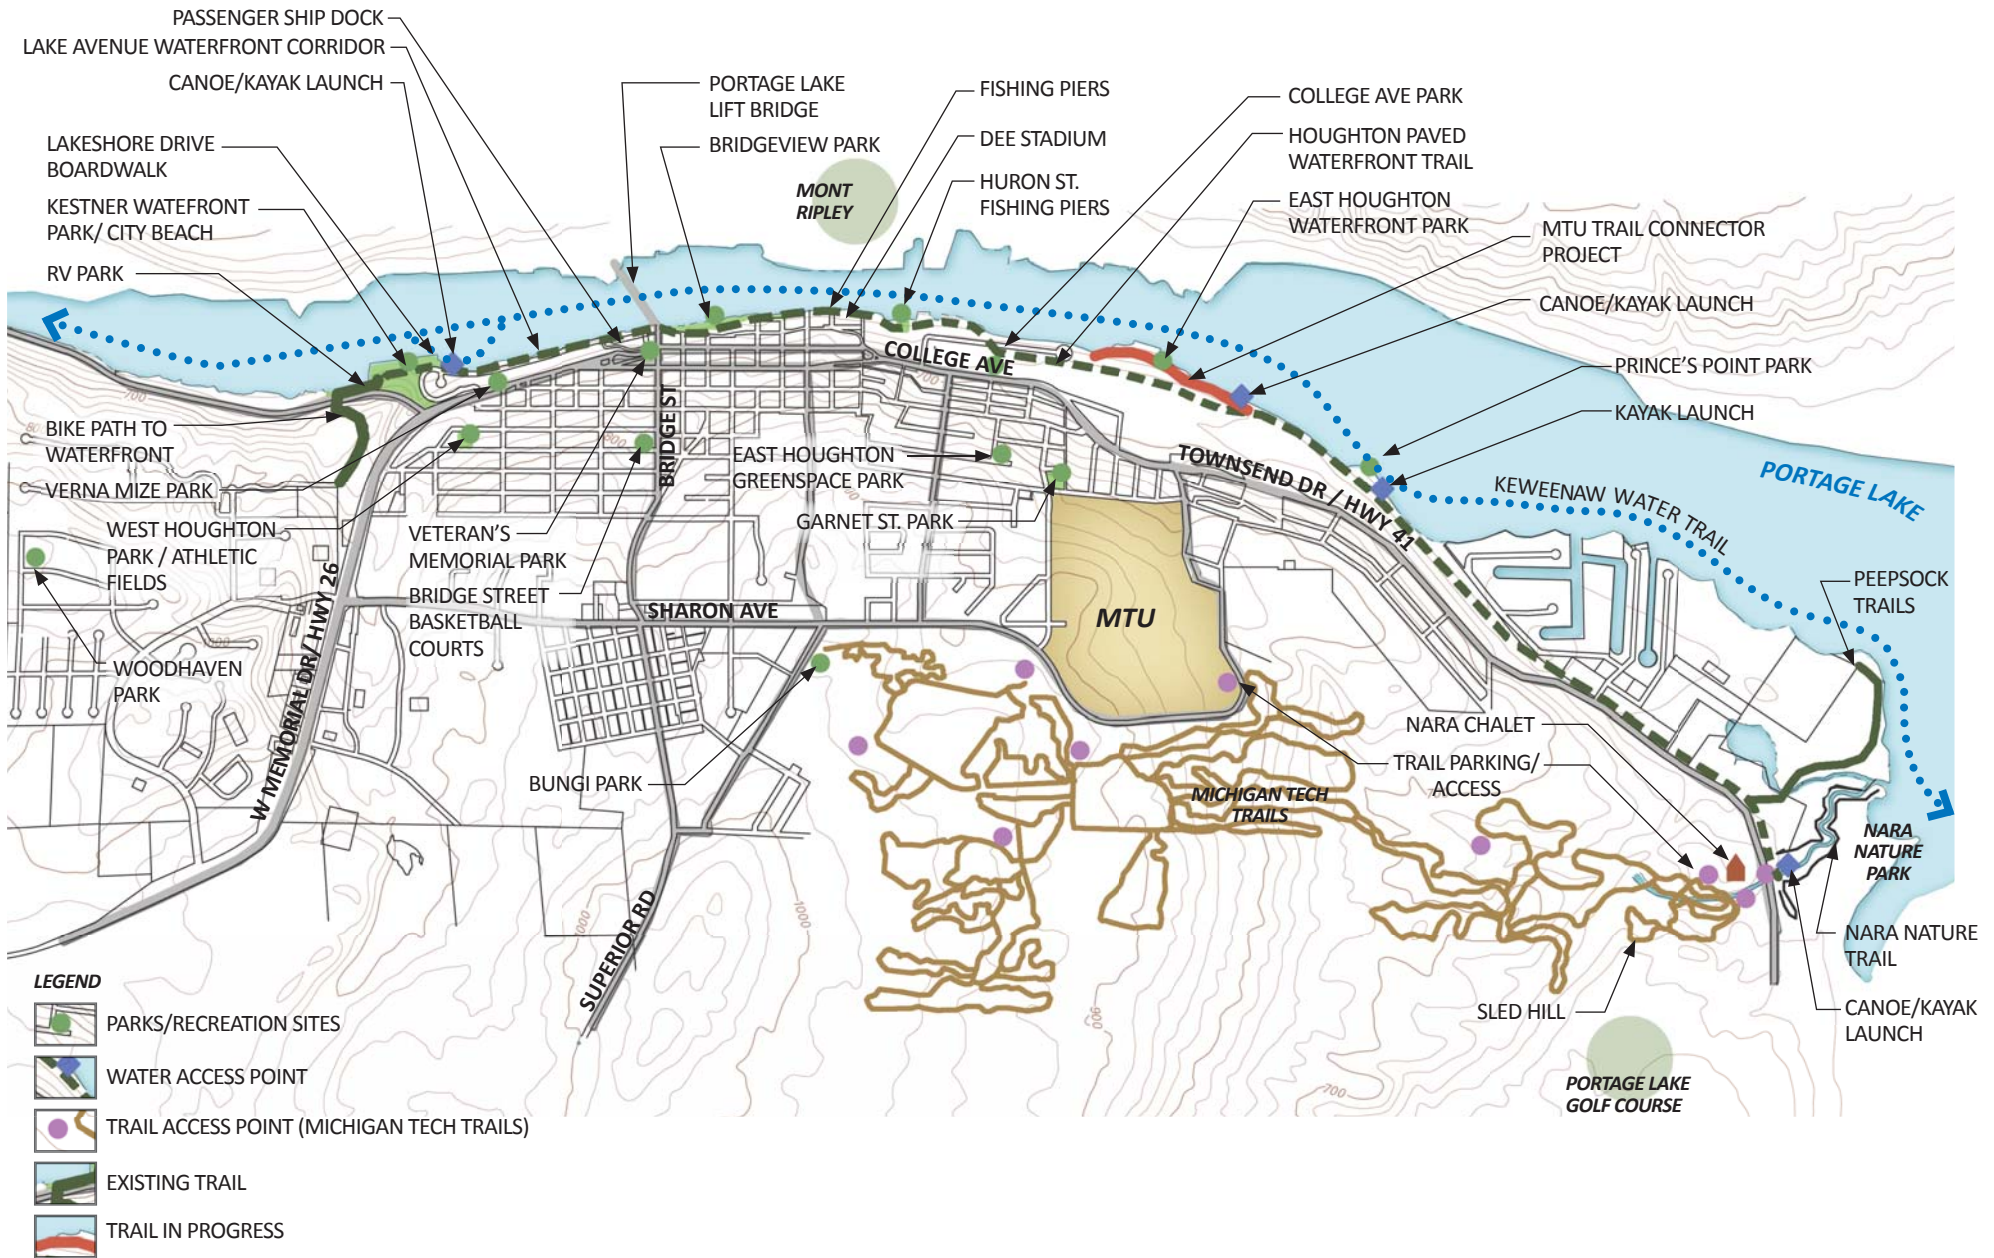 PASSENGER SHIP DOCK
LAKE AVENUE WATERFRONT CORRIDOR
CANOE/KAYAK LAUNCH
LAKESHORE DRIVE
BOARDWALK
KESTNER WATEFRONT
PARK/ CITY BEACH
RV PARK
PORTAGE LAKE
LIFT BRIDGE
BRIDGEVIEW PARK
MONT
RIPLEY
FISHING PIERS
DEE STADIUM
HURON ST.
FISHING PIERS
COLLEGE AVE PARK
HOUGHTON PAVED
WATERFRONT TRAIL
EAST HOUGHTON
WATERFRONT PARK
MTU TRAIL CONNECTOR
PROJECT
CANOE/KAYAK LAUNCH
PRINCE'S POINT PARK
KAYAK LAUNCH
PORTAGE LAKE
KEWEENAW WATER TRAIL
PEEPSOCK
TRAILS
COLLEGE AVE
700
700
BRIDGE ST
TOWNSEND DR / HWY 41
BIKE PATH TO
WATERFRONT
VERNA MIZE PARK
WEST HOUGHTON
PARK / ATHLETIC
FIELDS
WOODHAVEN
PARK
VETERAN'S
MEMORIAL PARK
BRIDGE STREET
BASKETBALL
COURTS
EAST HOUGHTON
GREENSPACE PARK
GARNET ST. PARK
SHARON AVE
MTU
W MEMORIAL DR/ HWY 26
BUNGI PARK
NARA CHALET
TRAIL PARKING/
ACCESS
MICHIGAN TECH
TRAILS
NARA
NATURE
PARK
SUPERIOR RD
1000
1000
900
700
NARA NATURE
TRAIL
SLED HILL
CANOE/KAYAK
LAUNCH
PORTAGE LAKE
GOLF COURSE
LEGEND
PARKS/RECREATION SITES
WATER ACCESS POINT
TRAIL ACCESS POINT (MICHIGAN TECH TRAILS)
EXISTING TRAIL
TRAIL IN PROGRESS